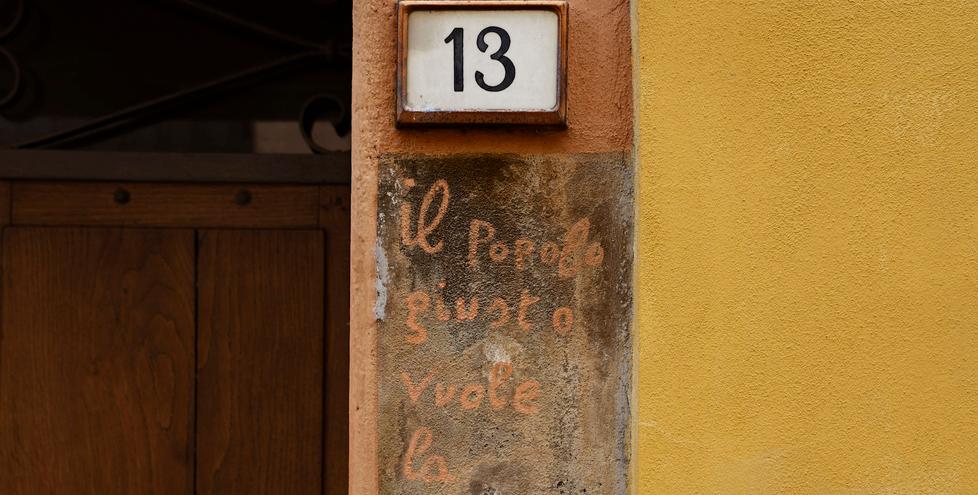 13
il Popolo
giusto
vuole
la